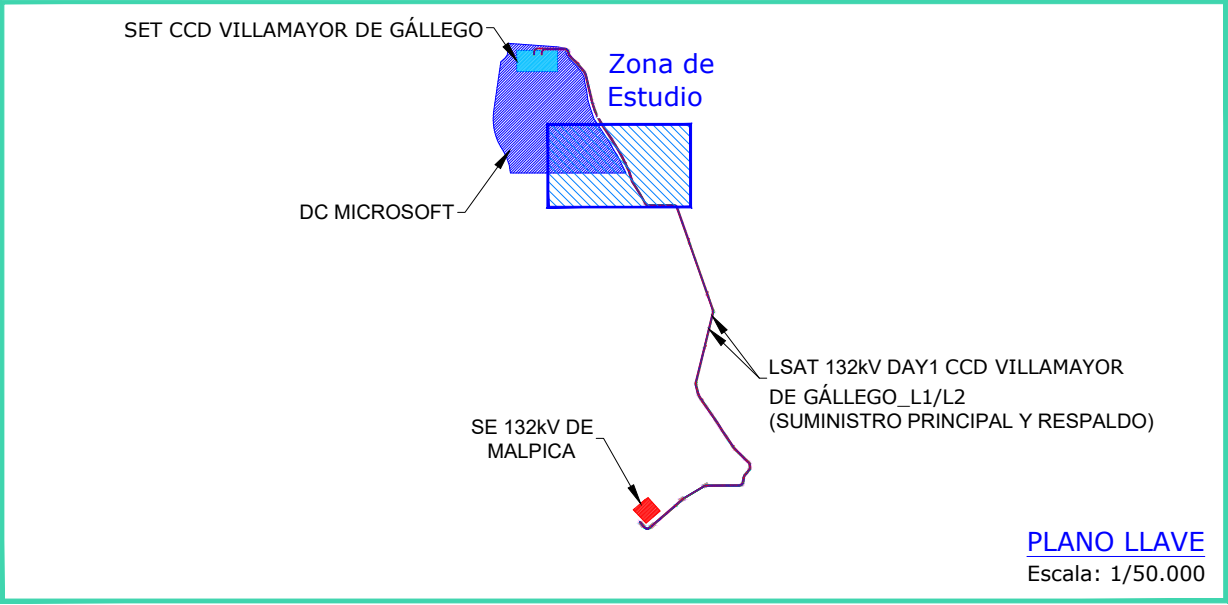 SET CCD VILLAMAYOR DE GÁLLEGO
Zona de
Estudio
DC MICROSOFT
LSAT 132kV DAY1 CCD VILLAMAYOR
DE GÁLLEGO_L1/L2
(SUMINISTRO PRINCIPAL Y RESPALDO)
SE 132kV DE
MALPICA
PLANO LLAVE
Escala: 1/50.000